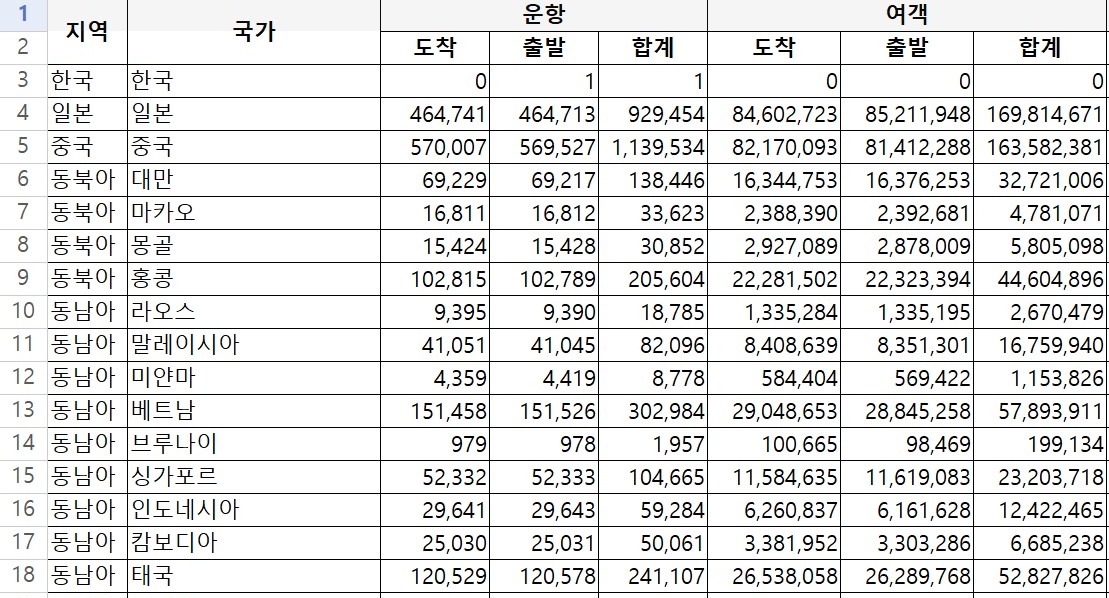 1 운항 여객
지역 국가
2 도착 출발 합계 도착 출발 합계
3 한국 한국 0 1 1 0 0 0
4 일본 일본 464,741 464,713 929,454 84,602,723 85,211,948 169,814,671
5 중국 중국 570,007 569,527 1,139,534 82,170,093 81,412,288 163,582,381
6 동북아 대만 69,229 69,217 138,446 16,344,753 16,376,253 32,721,006
7 동북아 마카오 16,811 16,812 33,623 2,388,390 2,392,681 4,781,071
8 동북아 몽골 15,424 15,428 30,852 2,927,089 2,878,009 5,805,098
9 동북아 홍콩 102,815 102,789 205,604 22,281,502 22,323,394 44,604,896
10 동남아 라오스 9,395 9,390 18,785 1,335,284 1,335,195 2,670,479
11 동남아 말레이시아 41,051 41,045 82,096 8,408,639 8,351,301 16,759,940
12 동남아 미얀마 4,359 4,419 8,778 584,404 569,422 1,153,826
13 동남아 베트남 151,458 151,526 302,984 29,048,653 28,845,258 57,893,911
14 동남아 브루나이 979 978 1,957 100,665 98,469 199,134
15 동남아 싱가포르 52,332 52,333 104,665 11,584,635 11,619,083 23,203,718
16 동남아 인도네시아 29,641 29,643 59,284 6,260,837 6,161,628 12,422,465
17 동남아 캄보디아 25,030 25,031 50,061 3,381,952 3,303,286 6,685,238
18 동남아 태국 120,529 120,578 241,107 26,538,058 26,289,768 52,827,826